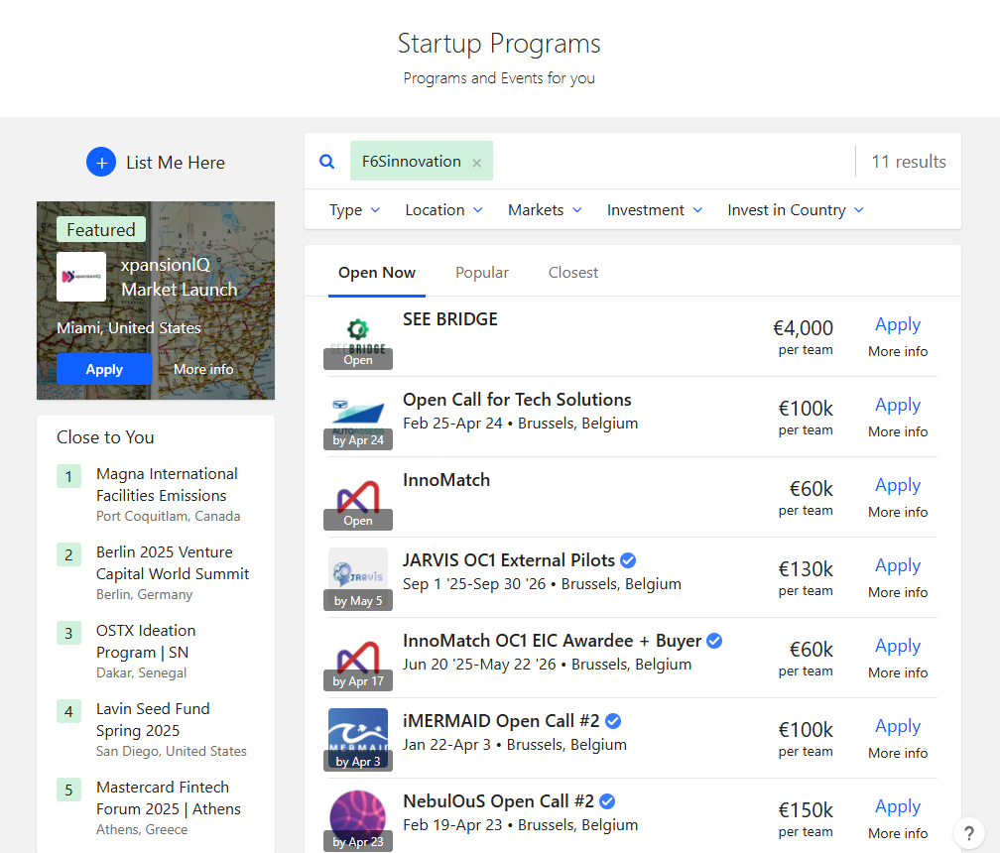 Startup Programs
Programs and Events for you
+ List Me Here
Featured
xpansionIQ
xpansionIQ
Market Launch
Miami, United States
Apply More info
Close to You
1 Magna International
Facilities Emissions
Port Coquitlam, Canada
2 Berlin 2025 Venture
Capital World Summit
Berlin, Germany
3 OSTX Ideation
Program | SN
Dakar, Senegal
4 Lavin Seed Fund
Spring 2025
San Diego, United States
5 Mastercard Fintech
Forum 2025 | Athens
Athens, Greece
F6Sinnovation × 11 results
Type Location Markets Investment Invest in Country
Open Now Popular Closest
SEE BRIDGE
SEEBRIDGE
Open
€4,000
per team
Apply
More info
Open Call for Tech Solutions
Feb 25-Apr 24 • Brussels, Belgium
AUTOASSESS
by Apr 24
€100k
per team
Apply
More info
InnoMatch
Open
€60k
per team
Apply
More info
JARVIS OC1 External Pilots
Sep 1 '25-Sep 30 '26 • Brussels, Belgium
JARVIS
by May 5
€130k
per team
Apply
More info
InnoMatch OC1 EIC Awardee + Buyer
Jun 20 '25-May 22 '26 • Brussels, Belgium
by Apr 17
€60k
per team
Apply
More info
iMERMAID Open Call #2
Jan 22-Apr 3 • Brussels, Belgium
MERMAID
by Apr 3
€100k
per team
Apply
More info
NebulOuS Open Call #2
Feb 19-Apr 23 • Brussels, Belgium
by Apr 23
€150k
per team
Apply
More info
?